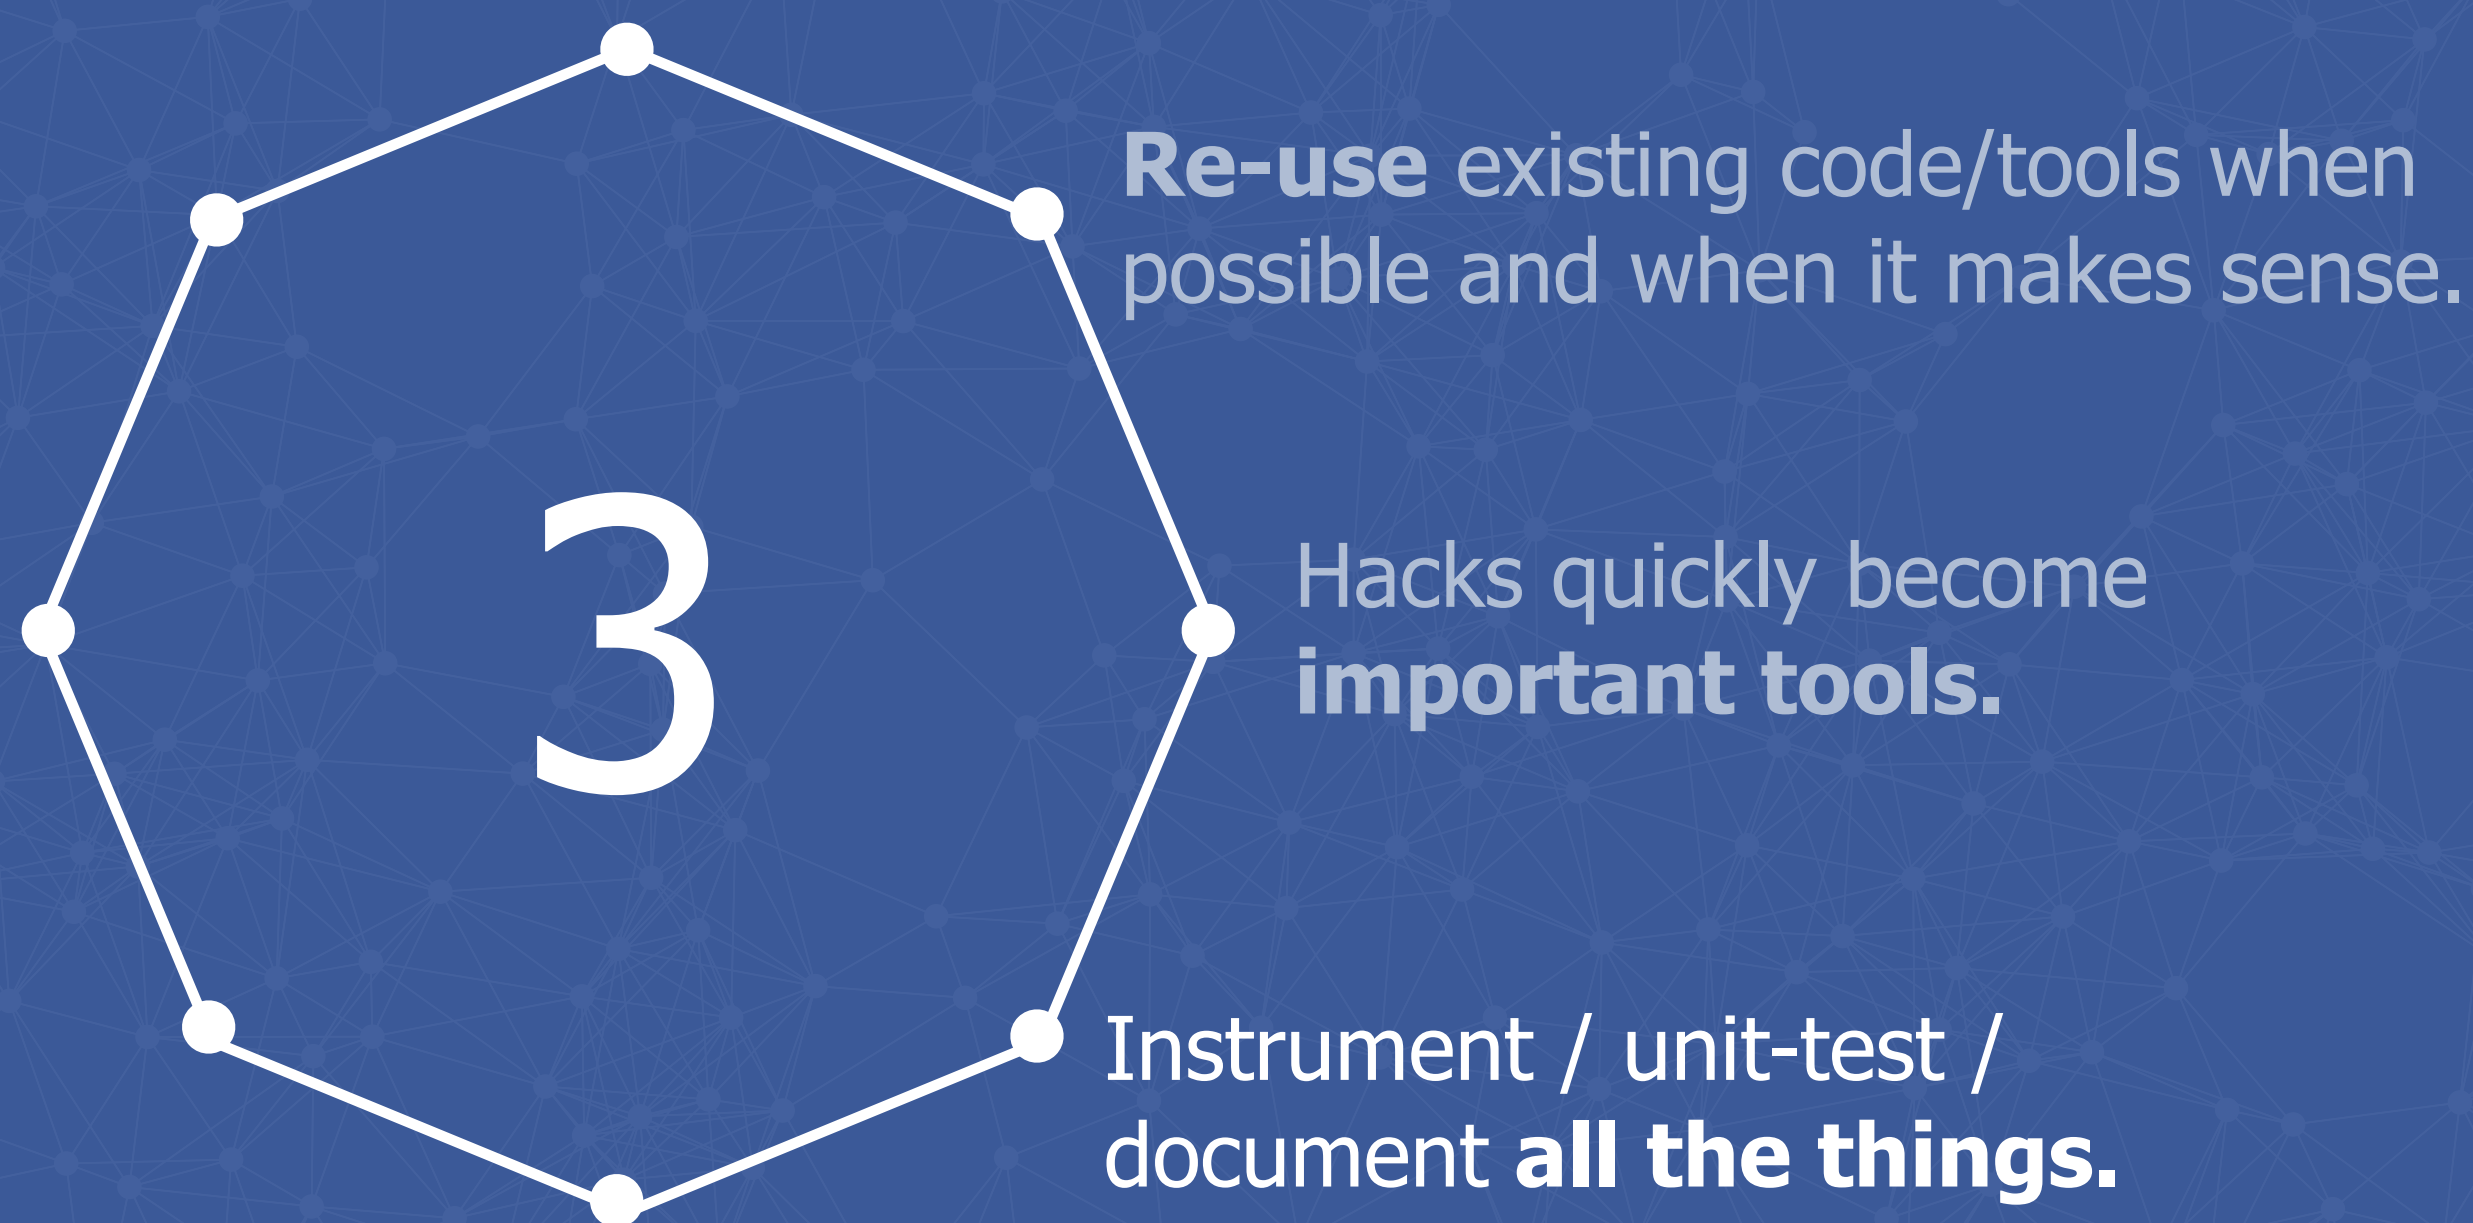 3
Re-use existing code/tools when
possible and when it makes sense.
Hacks quickly become
important tools.
Instrument / unit-test /
document all the things.